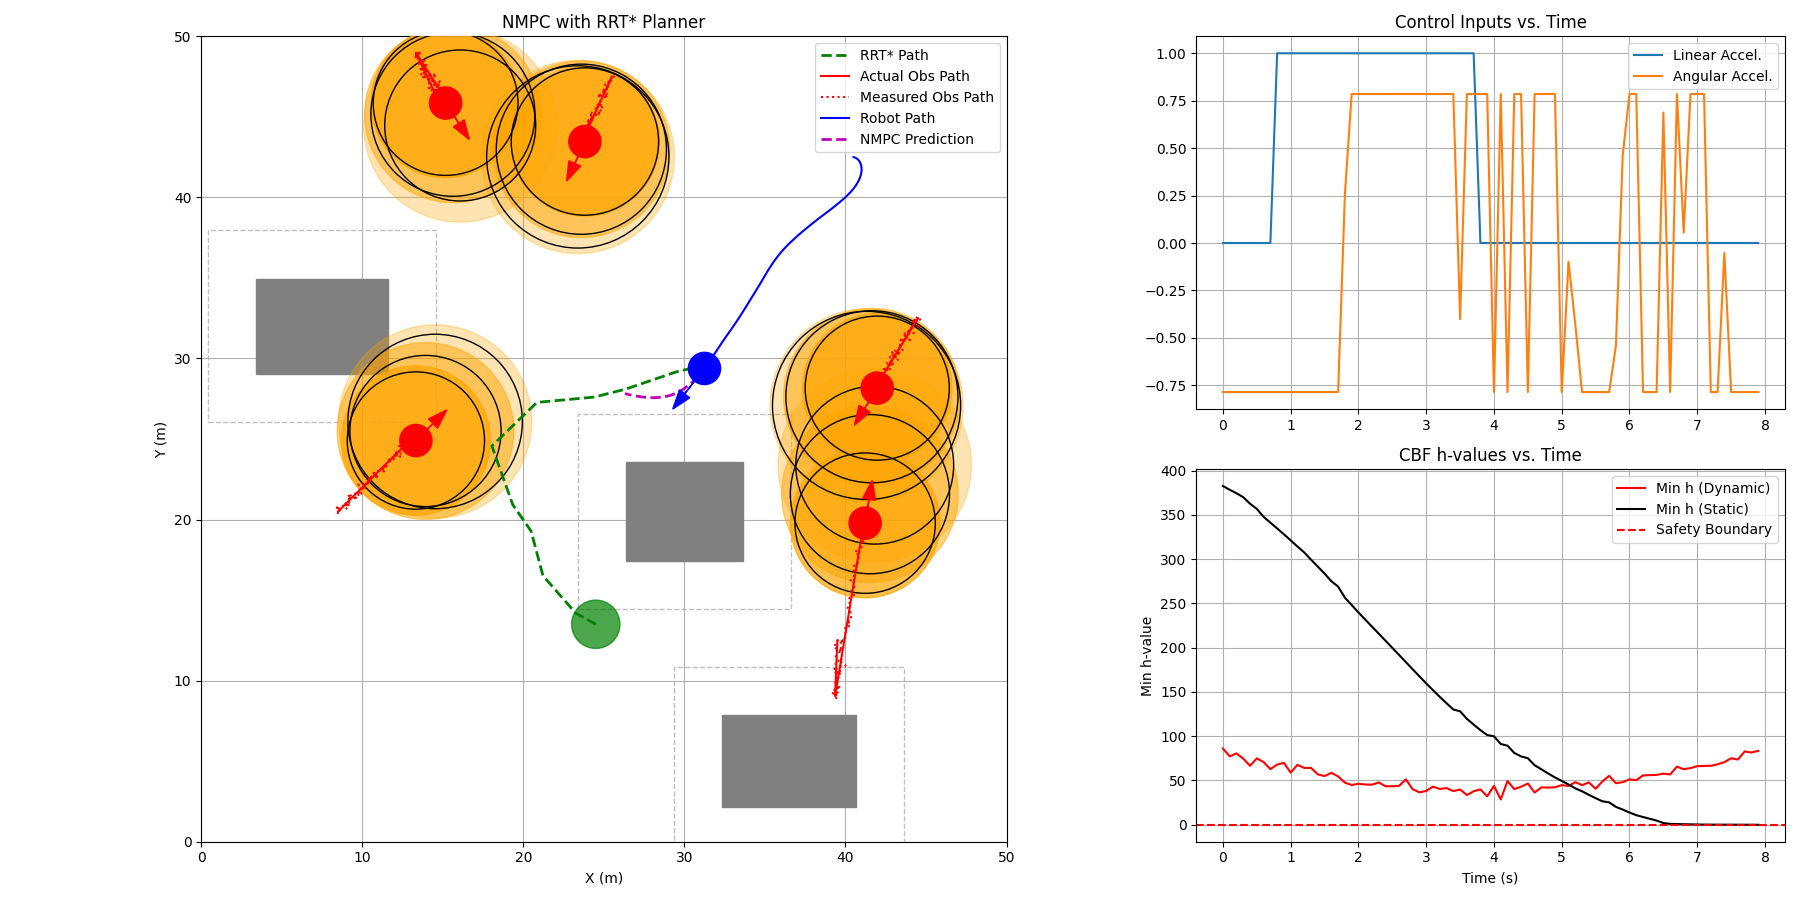 NMPC with RRT* Planner
50
40
30
20
10
0
Y (m)
0 10 20 30 40 50
X (m)
RRT* Path
Actual Obs Path
Measured Obs Path
Robot Path
NMPC Prediction
Control Inputs vs. Time
1.00
0.75
0.50
0.25
0.00
−0.25
−0.50
−0.75
0 1 2 3 4 5 6 7 8
Linear Accel.
Angular Accel.
CBF h-values vs. Time
400
350
300
250
200
150
100
50
0
Min h-value
0 1 2 3 4 5 6 7 8
Time (s)
Min h (Dynamic)
Min h (Static)
Safety Boundary